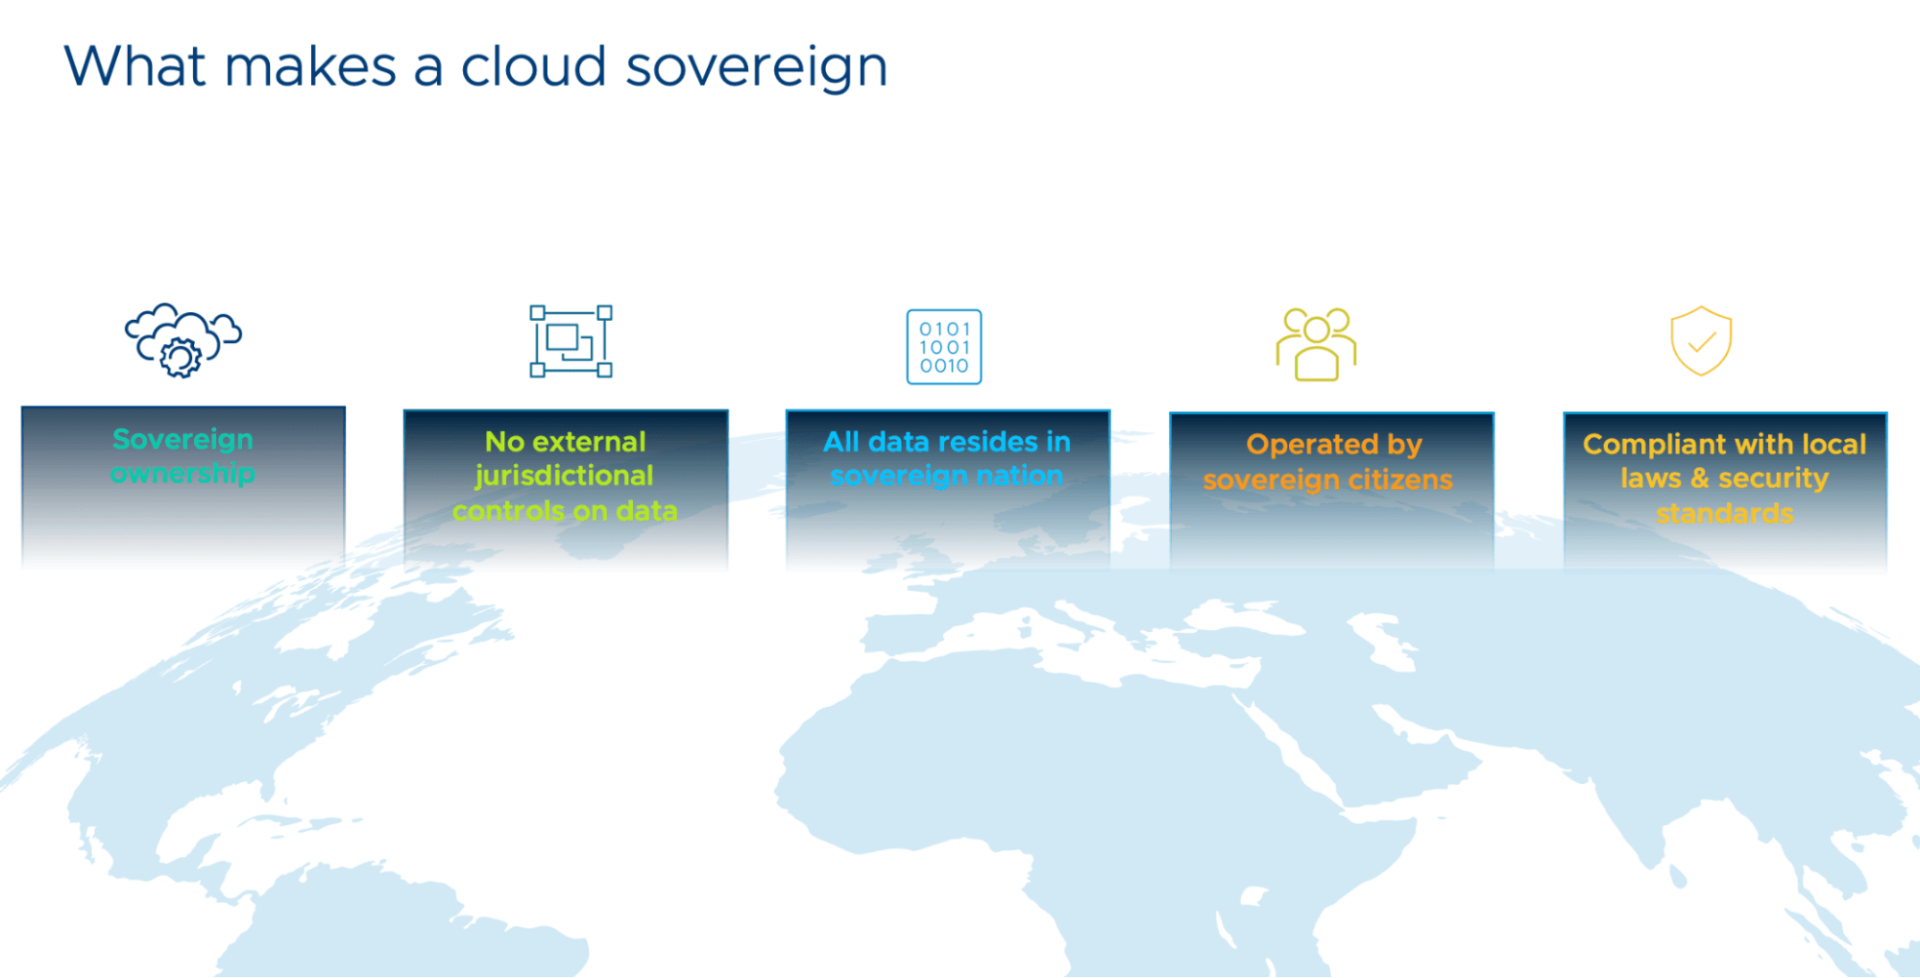 What makes a cloud sovereign
0101
1001
0010
Sovereign
ownership
No external
jurisdictional
controls on data
All data resides in
sovereign nation
Operated by
sovereign citizens
Compliant with local
laws & security
standards